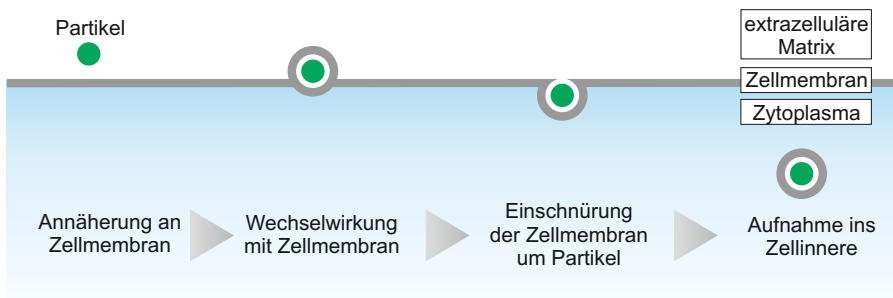 Partikel
extrazelluläre
Matrix
Zellmembran
Zytoplasma
Annäherung an
Zellmembran
Wechselwirkung
mit Zellmembran
Einschnürung
der Zellmembran
um Partikel
Aufnahme ins
Zellinnere